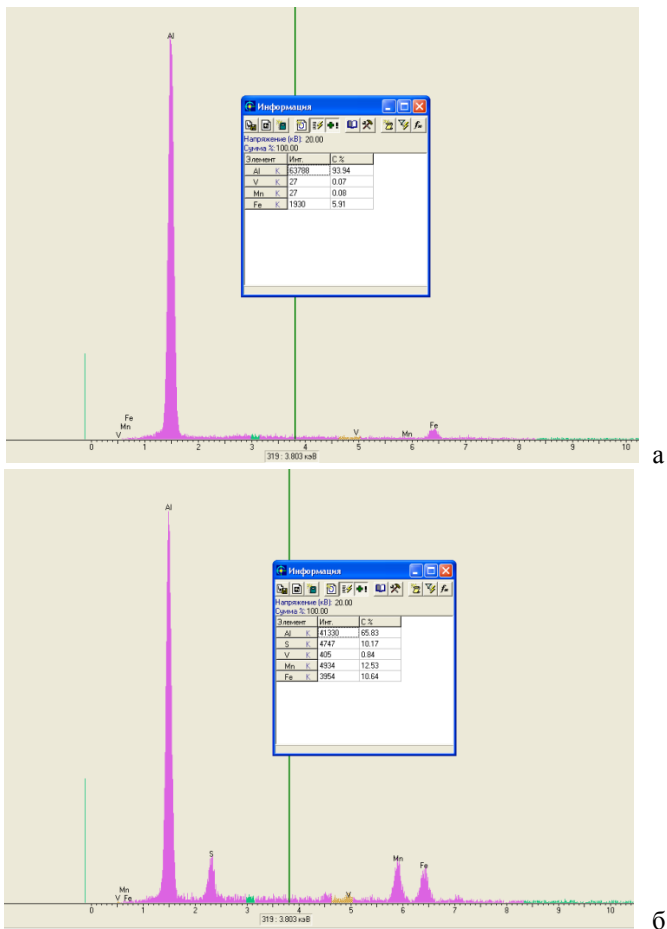 Al
Информация
Напряжение (кВ): 20.00
Сумма %: 100.00
Элемент Инт. C %
Al K 63788 93.94
V K 27 0.07
Mn K 27 0.08
Fe K 1930 5.91
Fe
Mn
V
V Mn Fe
0 1 2 3 4 5 6 7 8 9 10
319 : 3.803 кэВ
а
Al
Информация
Напряжение (кВ): 20.00
Сумма %: 100.00
Элемент Инт. C %
Al K 41330 65.83
S K 4747 10.17
V K 405 0.84
Mn K 4934 12.53
Fe K 3954 10.64
S Mn Fe
Mn
V Fe V
0 1 2 3 4 5 6 7 8 9 10
319 : 3.803 кэВ
б